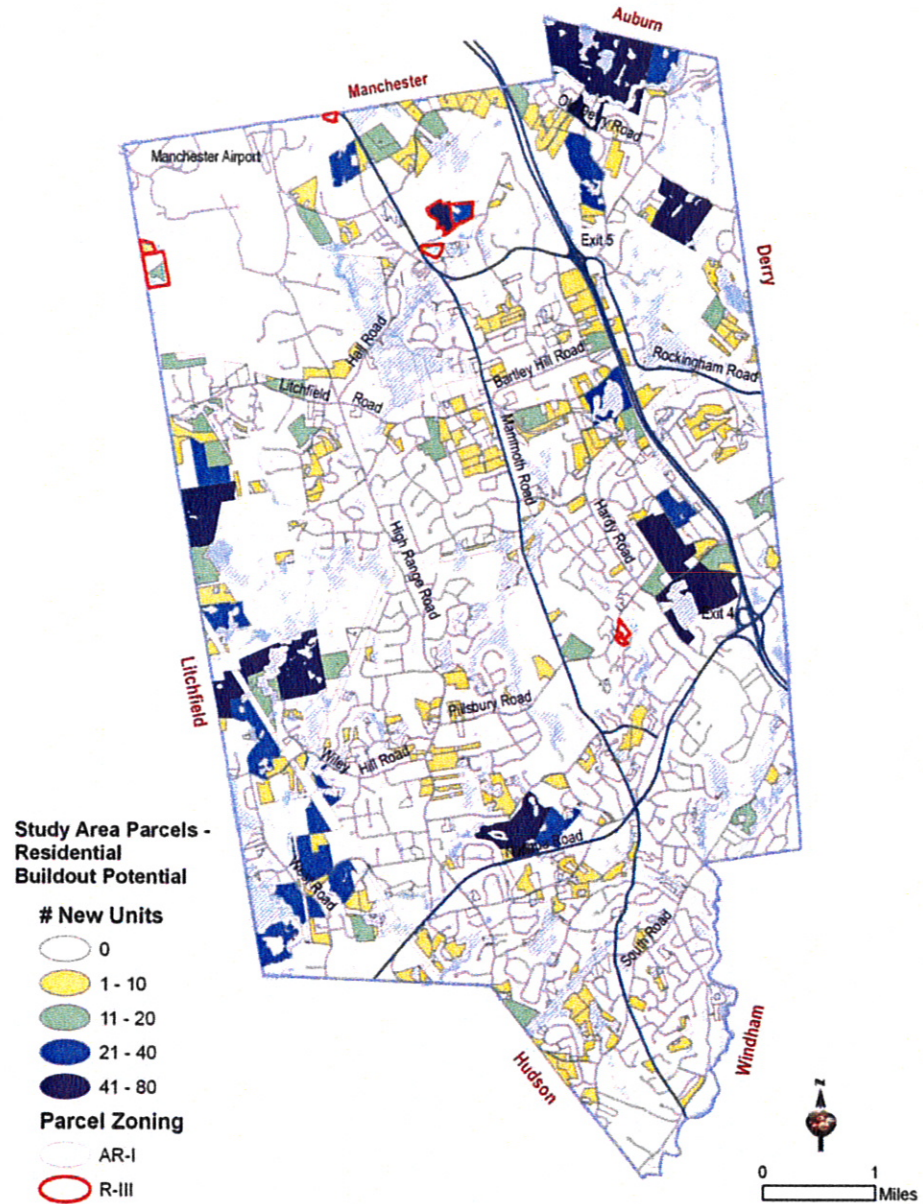 Auburn
Manchester
Manchester Airport
Exit 5
Derry
Hall Road
Bartley Hill Road
Rockingham Road
Litchfield
Road
Mammoth Road
High Range Road
Hardy Road
Exit 4
Litchfield
Pillsbury Road
Wiley Hill Road
Road
Road
South Road
Hudson
Windham
Study Area Parcels -
Residential
Buildout Potential
# New Units
0
1 - 10
11 - 20
21 - 40
41 - 80
Parcel Zoning
AR-I
R-III
N
0 1
Miles